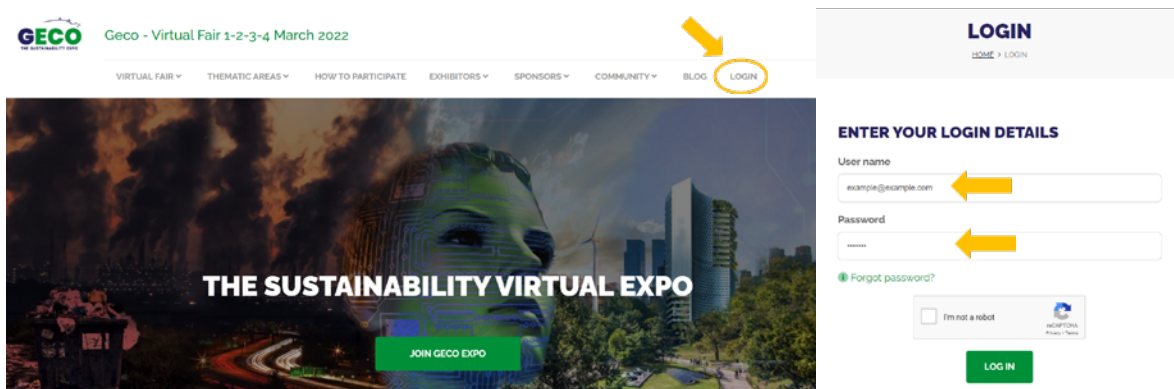 GECO
THE SUSTAINABILITY EXPO
Geco - Virtual Fair 1-2-3-4 March 2022
VIRTUAL FAIR THEMATIC AREAS HOW TO PARTICIPATE EXHIBITORS SPONSORS COMMUNITY BLOG LOGIN
THE SUSTAINABILITY VIRTUAL EXPO
JOIN GECO EXPO
LOGIN
HOME > LOGIN
ENTER YOUR LOGIN DETAILS
User name
example@example.com
Password
Forgot password?
I'm not a robot
reCAPTCHA
Privacy - Terms
LOG IN